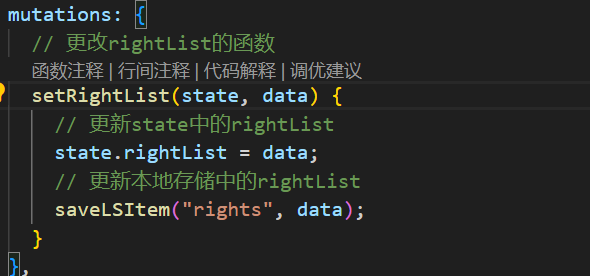 mutations: {
// 更改rightList的函数
函数注释 | 行间注释 | 代码解释 | 调优建议
setRightList(state, data) {
// 更新state中的rightList
state.rightList = data;
// 更新本地存储中的rightList
saveLSItem("rights", data);
}
},